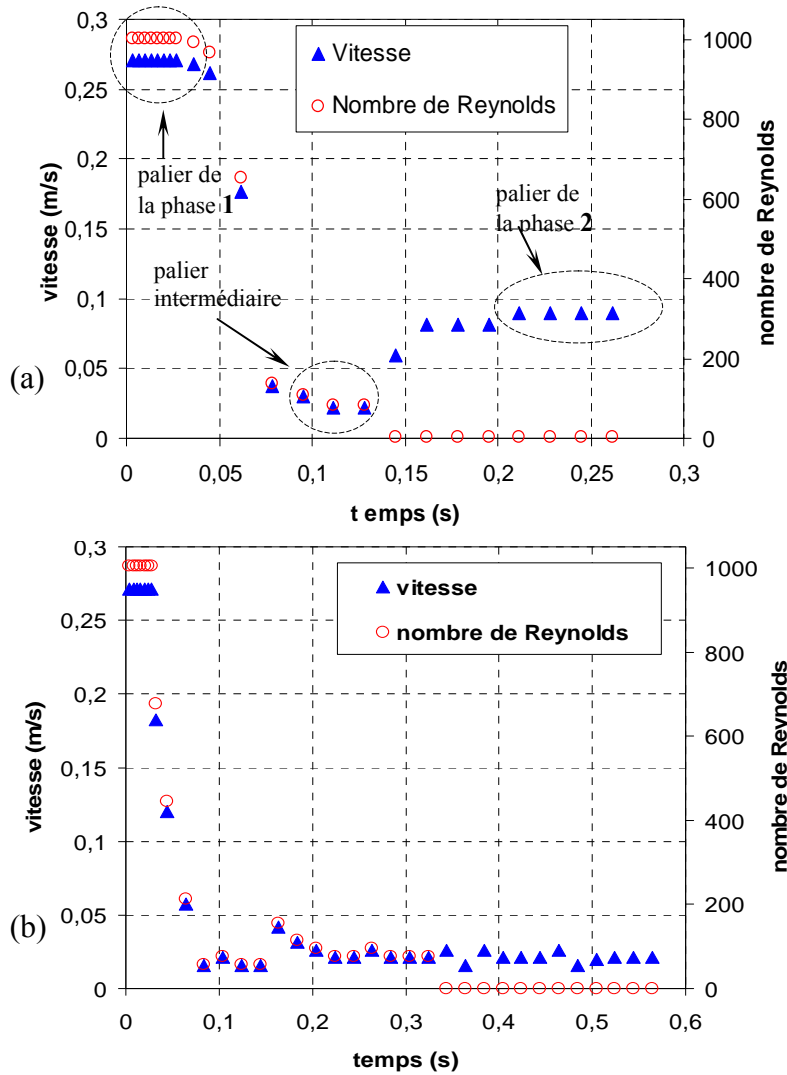 0,3
0,25
0,2
0,15
0,1
0,05
0
vitesse (m/s)
1000
800
600
400
200
0
nombre de Reynolds
Vitesse
Nombre de Reynolds
palier de
la phase 1
palier
intermédiaire
palier de
la phase 2
(a)
0
0,05
0,1
0,15
0,2
0,25
0,3
t emps (s)
0,3
0,25
0,2
0,15
0,1
0,05
0
vitesse (m/s)
1000
800
600
400
200
0
nombre de Reynolds
vitesse
nombre de Reynolds
(b)
0
0,1
0,2
0,3
0,4
0,5
0,6
temps (s)